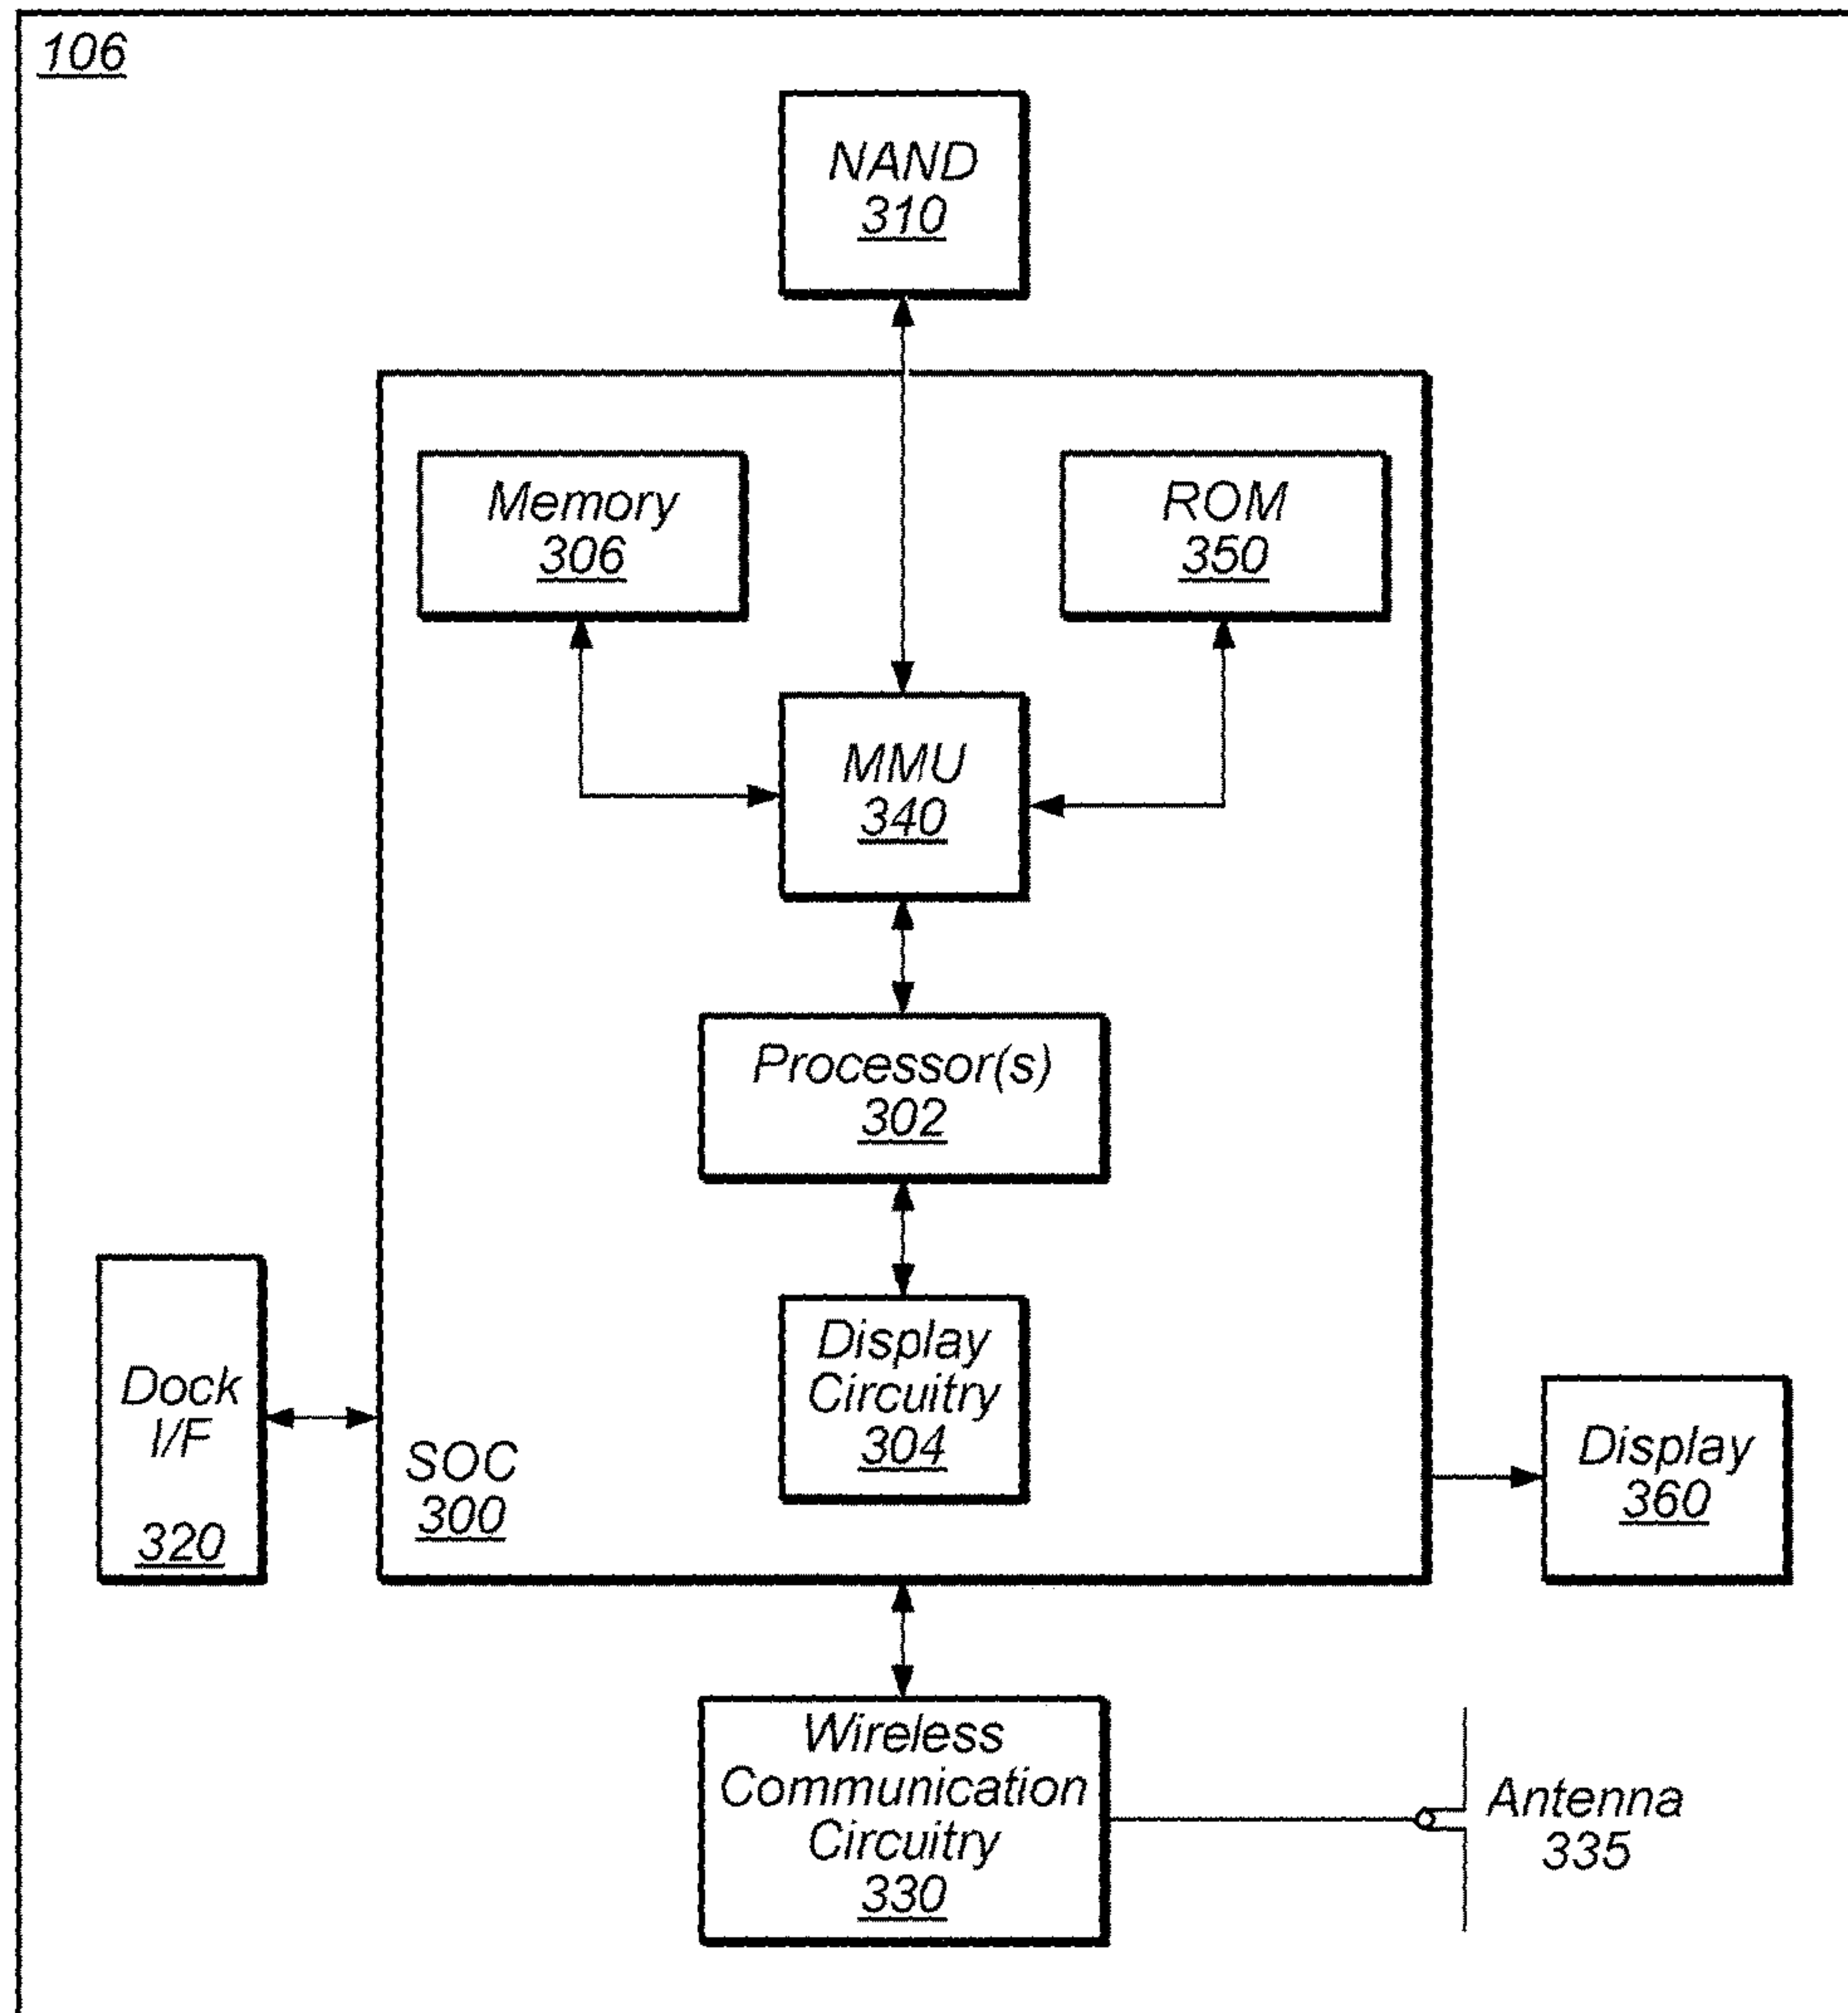 106
NAND
310
Memory
306
ROM
350
MMU
340
Processor(s)
302
Display
Circuitry
304
Dock
I/F
320
SOC
300
Display
360
Wireless
Communication
Circuitry
330
Antenna
335